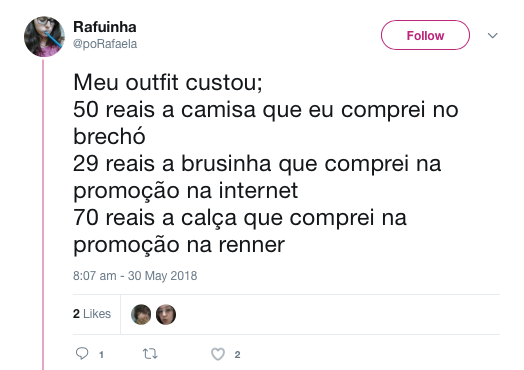 Rafuinha
@poRafaela
Follow
Meu outfit custou;
50 reais a camisa que eu comprei no
brechó
29 reais a brusinha que comprei na
promoção na internet
70 reais a calça que comprei na
promoção na renner
8:07 am - 30 May 2018
2 Likes
1
2